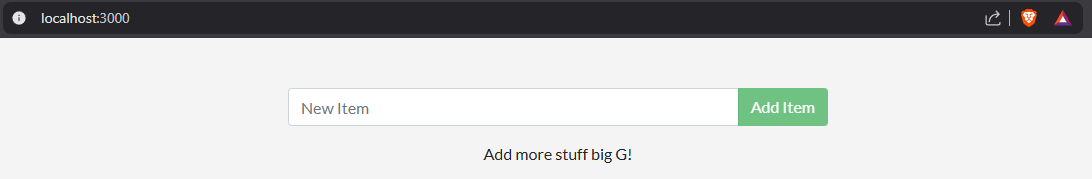 localhost:3000
New Item Add Item
Add more stuff big G!